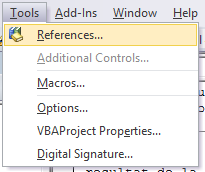 Tools Add-Ins Window Help
References...
Additional Controls...
Macros...
Options...
VBAProject Properties...
Digital Signature...